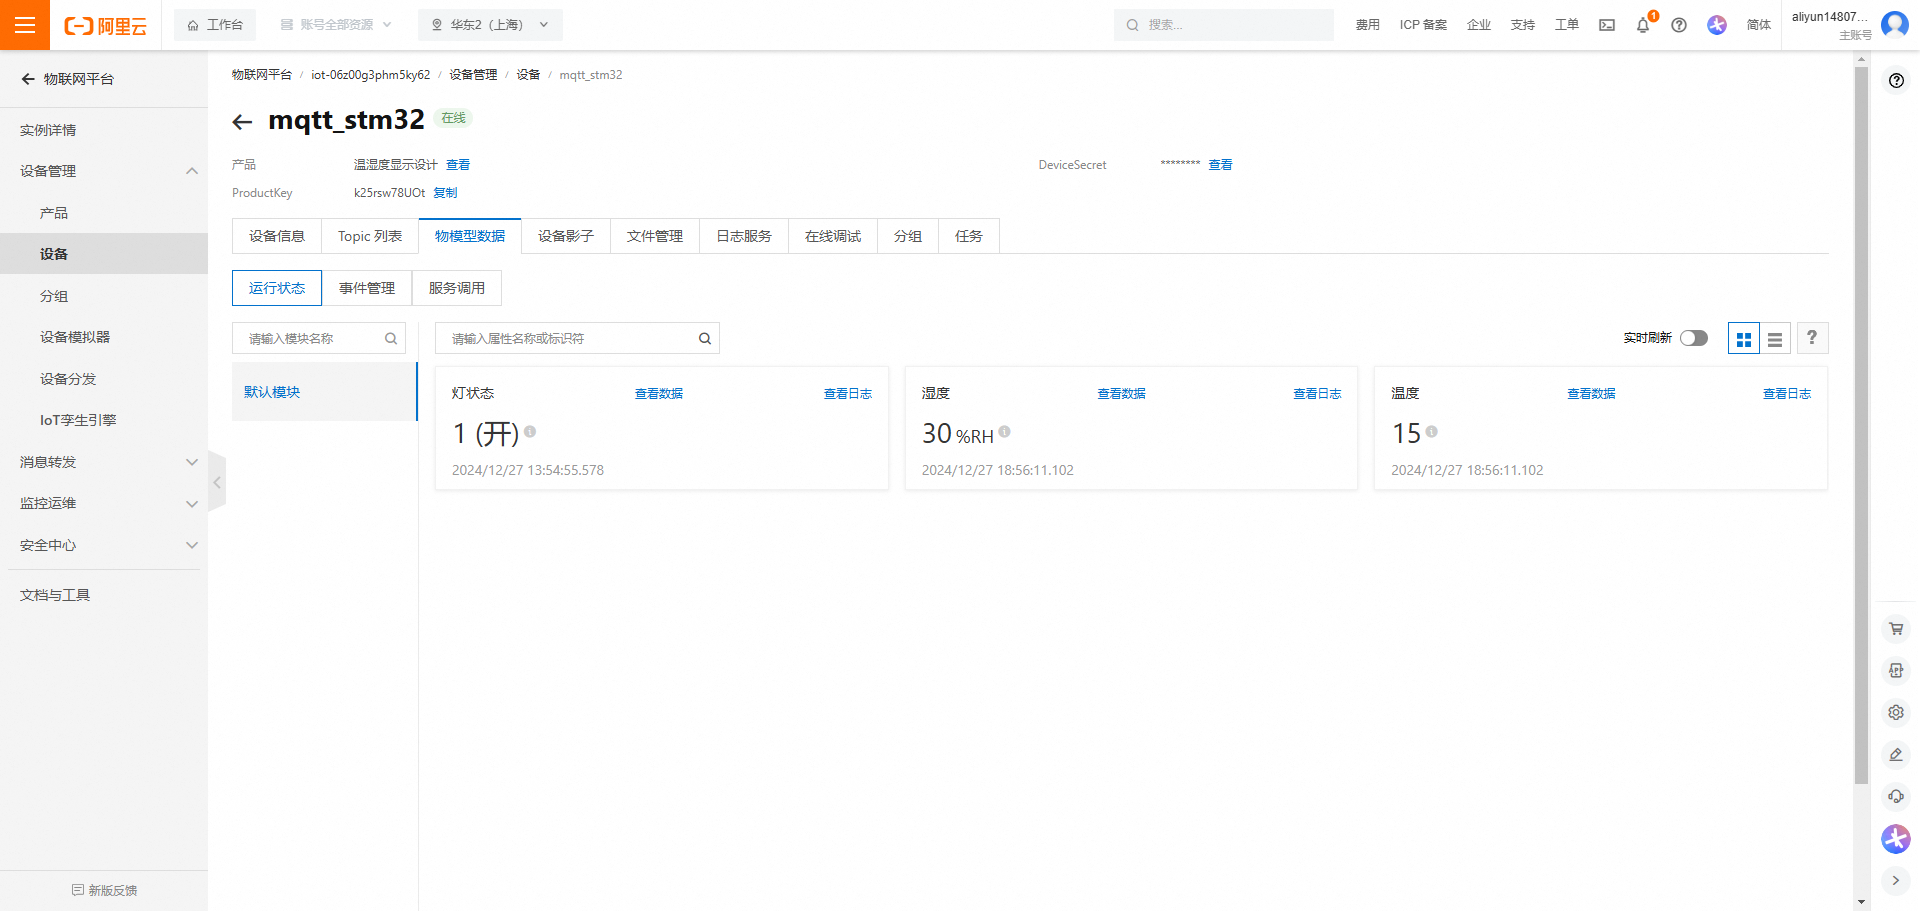 阿里云
工作台
账号全部资源
华东2（上海）
搜索...
费用
ICP 备案
企业
支持
工单
1
简体
aliyun14807...
主账号
物联网平台
实例详情
设备管理
产品
设备
分组
设备模拟器
设备分发
IoT孪生引擎
消息转发
监控运维
安全中心
文档与工具
新版反馈
物联网平台 / iot-06z00g3phm5ky62 / 设备管理 / 设备 / mqtt_stm32
mqtt_stm32 在线
产品 温湿度显示设计 查看
DeviceSecret ******** 查看
ProductKey k25rsw78UOt 复制
设备信息 Topic 列表 物模型数据 设备影子 文件管理 日志服务 在线调试 分组 任务
运行状态 事件管理 服务调用
请输入模块名称
请输入属性名称或标识符
实时刷新
?
默认模块
灯状态 查看数据 查看日志
1 (开)
2024/12/27 13:54:55.578
湿度 查看数据 查看日志
30 %RH
2024/12/27 18:56:11.102
温度 查看数据 查看日志
15
2024/12/27 18:56:11.102